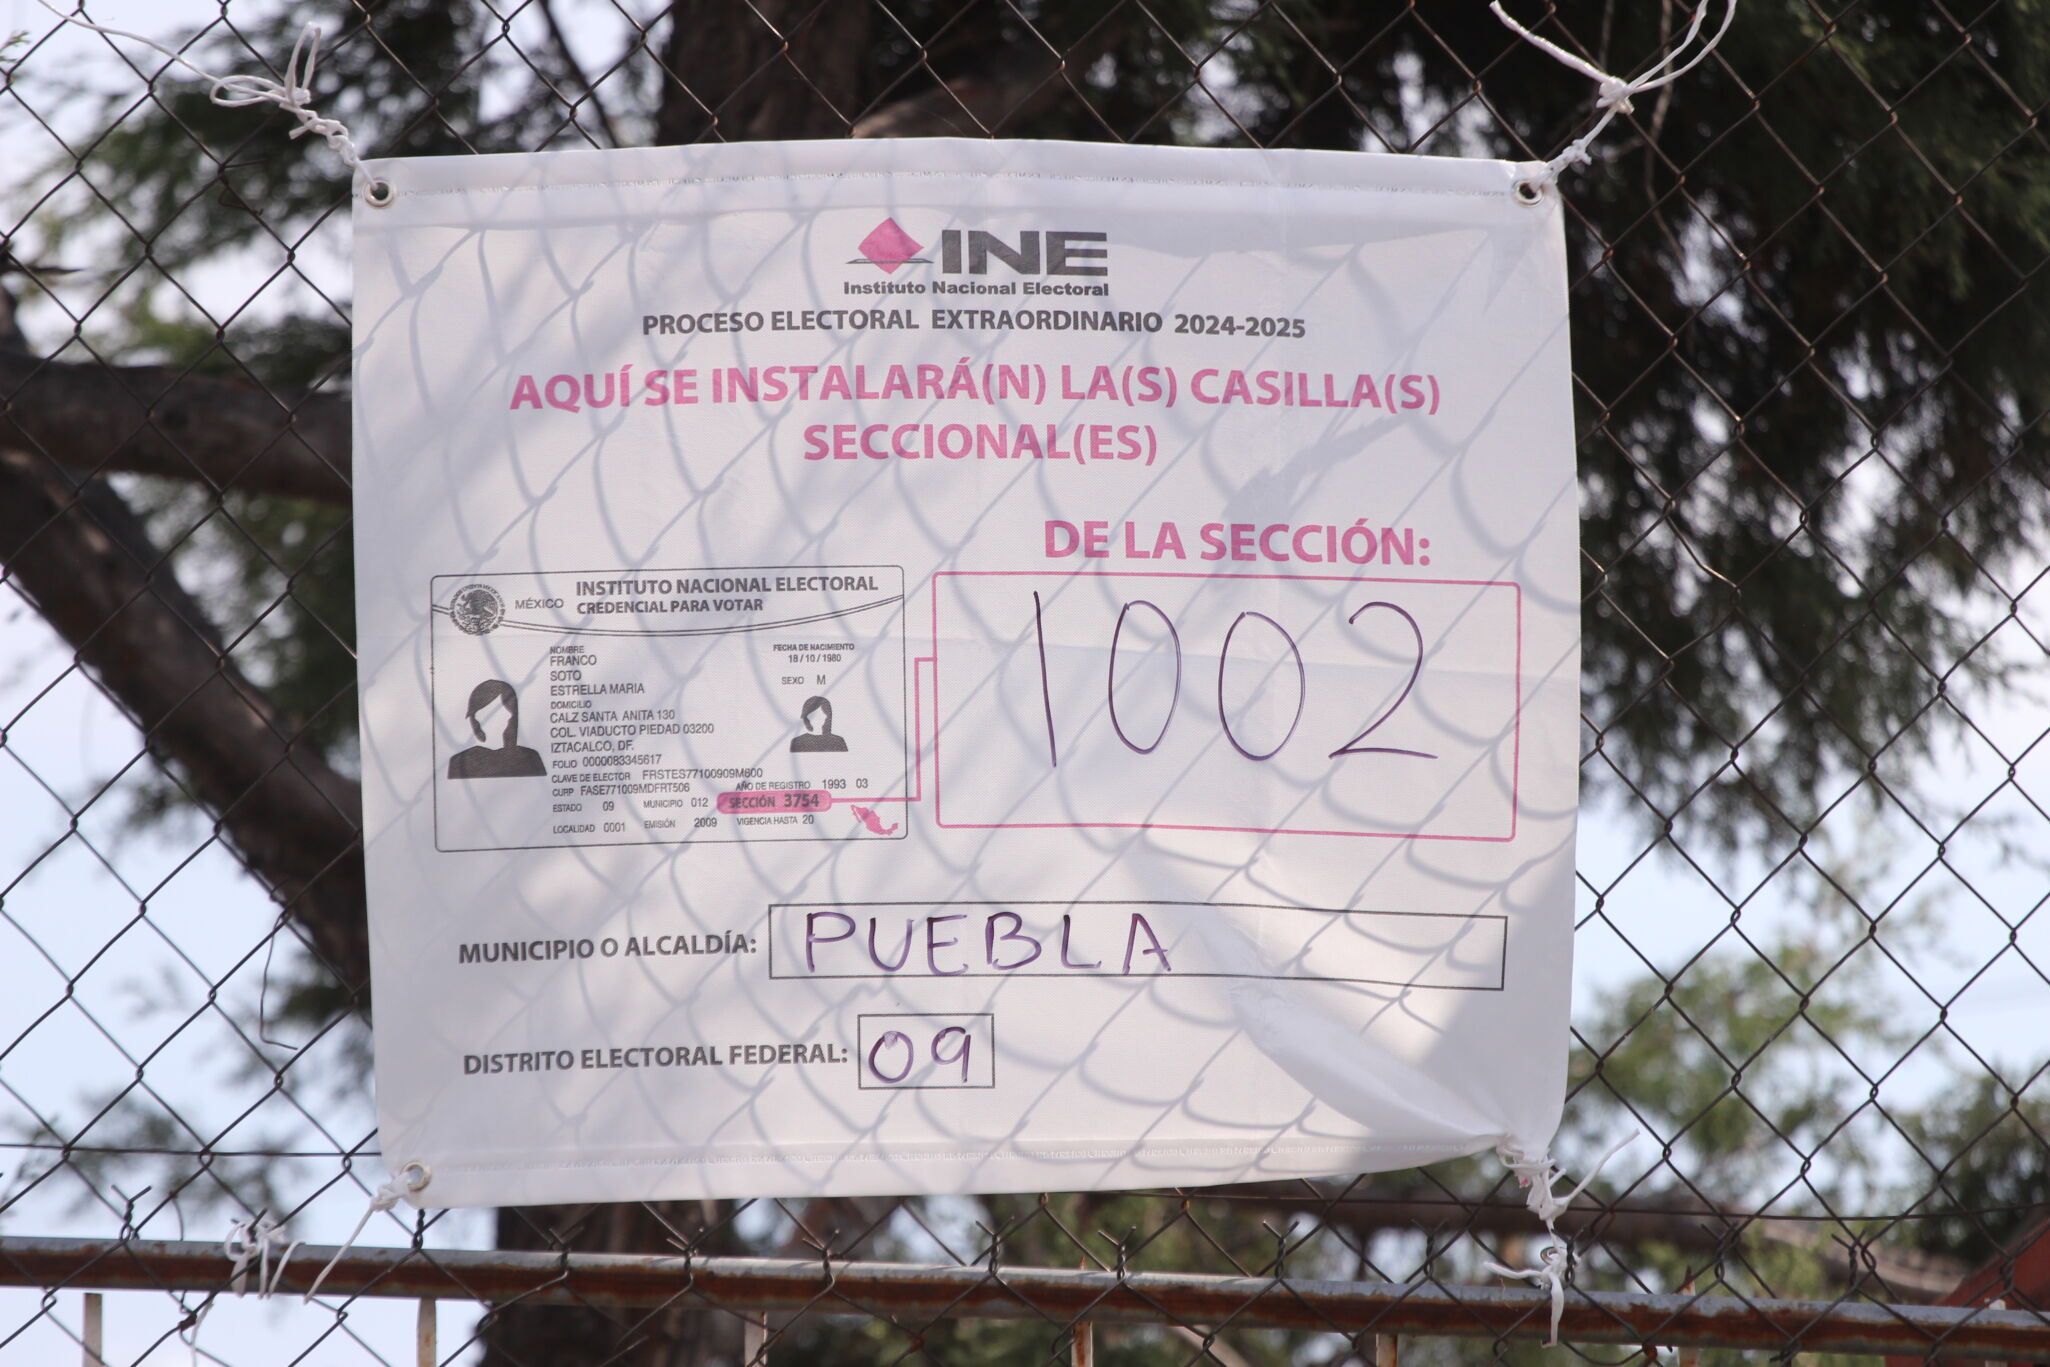 INE
Instituto Nacional Electoral
PROCESO ELECTORAL EXTRAORDINARIO 2024-2025
AQUÍ SE INSTALARÁ(N) LA(S) CASILLA(S)
SECCIONAL(ES)
DE LA SECCIÓN:
1002
INSTITUTO NACIONAL ELECTORAL
MÉXICO CREDENCIAL PARA VOTAR
NOMBRE
FRANCO
SOTO
ESTRELLA MARIA
FECHA DE NACIMIENTO
18/10/1980
SEXO M
DOMICILIO
CALZ SANTA ANITA 130
COL. VIADUCTO PIEDAD 03200
IZTACALCO, DF.
FOLIO 0000083345617
CLAVE DE ELECTOR FRSTES77100909M600
CURP FASE771009MDFRT506 AÑO DE REGISTRO 1993 03
ESTADO 09 MUNICIPIO 012 SECCIÓN 3754
LOCALIDAD 0001 EMISIÓN 2009 VIGENCIA HASTA 20
MUNICIPIO O ALCALDÍA: PUEBLA
DISTRITO ELECTORAL FEDERAL: 09